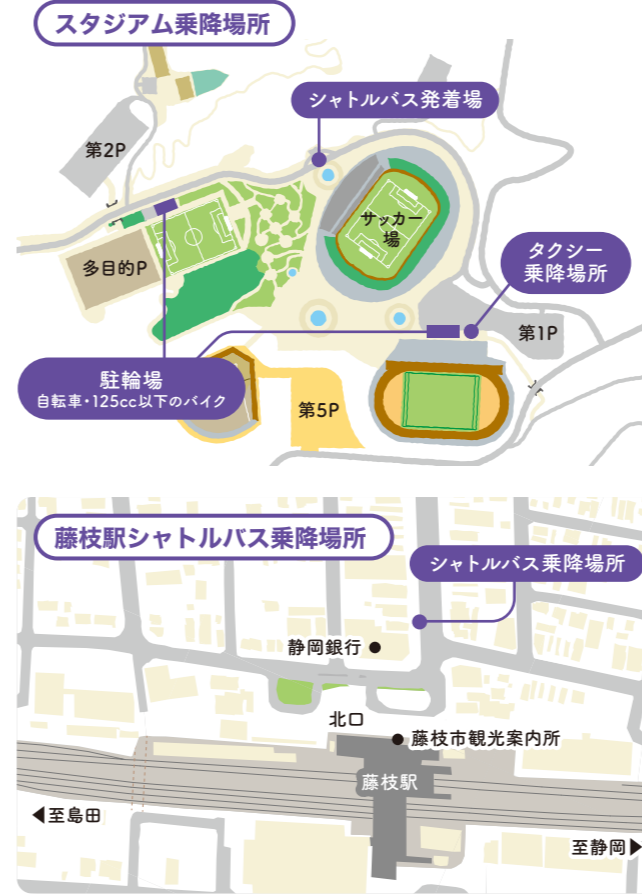 スタジアム乗降場所
シャトルバス発着場
第2P
サッカー
場
タクシー
乗降場所
多目的P
第1P
駐輪場
自転車・125cc以下のバイク
第5P
藤枝駅シャトルバス乗降場所
シャトルバス乗降場所
静岡銀行
北口
藤枝市観光案内所
藤枝駅
◀至島田
至静岡▶